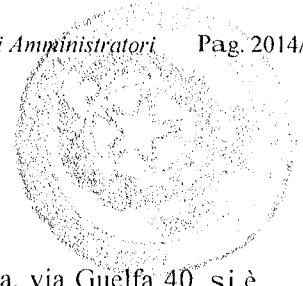 i Amministratori Pag. 2014/
a, via Guelfa 40, si è